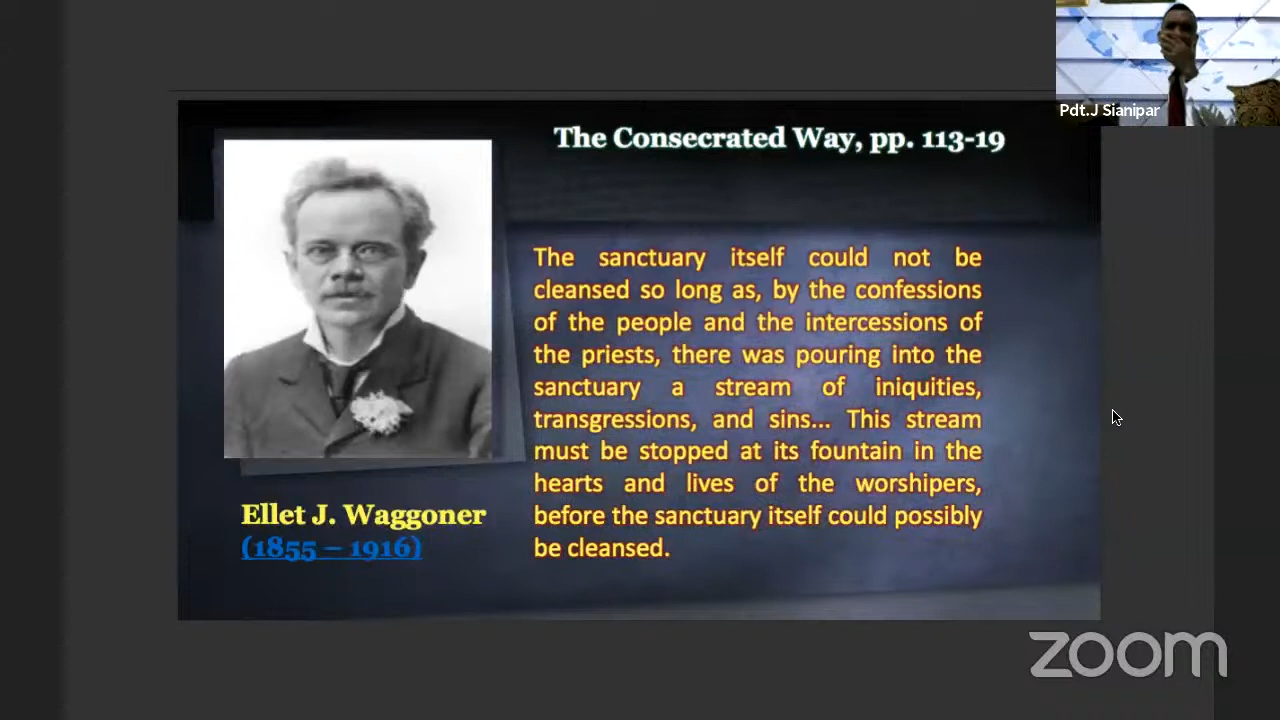 Pdt.J Sianipar
The Consecrated Way, pp. 113-19
The sanctuary itself could not be
cleansed so long as, by the confessions
of the people and the intercessions of
the priests, there was pouring into the
sanctuary a stream of iniquities,
transgressions, and sins... This stream
must be stopped at its fountain in the
hearts and lives of the worshipers,
before the sanctuary itself could possibly
be cleansed.
Ellet J. Waggoner
(1855 – 1916)
zoom